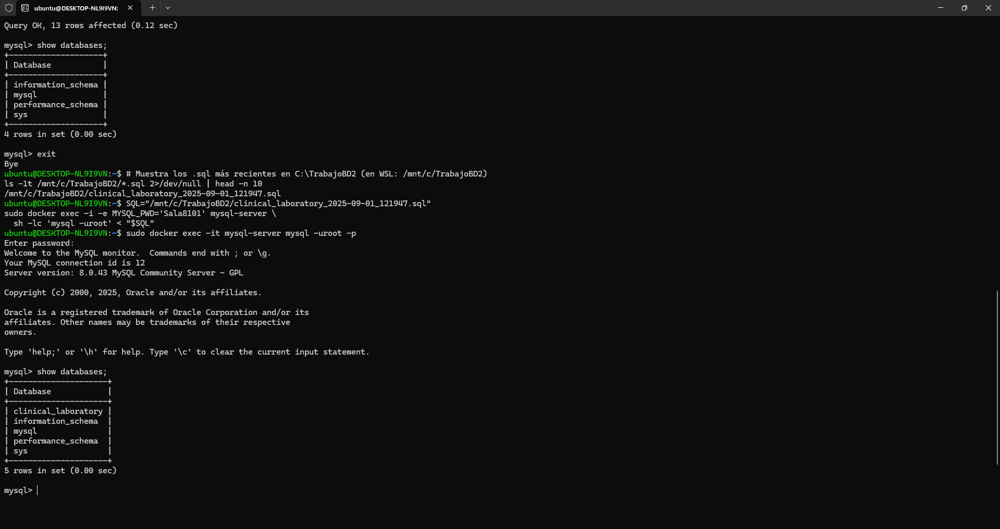 ubuntu@DESKTOP-NL9I9VN:
Query OK, 13 rows affected (0.12 sec)
mysql> show databases;
+--------------------+
| Database           |
+--------------------+
| information_schema |
| mysql              |
| performance_schema |
| sys                |
+--------------------+
4 rows in set (0.00 sec)
mysql> exit
Bye
ubuntu@DESKTOP-NL9I9VN:~$ # Muestra los .sql más recientes en C:\TrabajoBD2 (en WSL: /mnt/c/TrabajoBD2)
ls -1t /mnt/c/TrabajoBD2/*.sql 2>/dev/null | head -n 10
/mnt/c/TrabajoBD2/clinical_laboratory_2025-09-01_121947.sql
ubuntu@DESKTOP-NL9I9VN:~$ SQL="/mnt/c/TrabajoBD2/clinical_laboratory_2025-09-01_121947.sql"
sudo docker exec -i -e MYSQL_PWD='Sala8101' mysql-server \
  sh -lc 'mysql -uroot' < "$SQL"
ubuntu@DESKTOP-NL9I9VN:~$ sudo docker exec -it mysql-server mysql -uroot -p
Enter password:
Welcome to the MySQL monitor.  Commands end with ; or \g.
Your MySQL connection id is 12
Server version: 8.0.43 MySQL Community Server - GPL
Copyright (c) 2000, 2025, Oracle and/or its affiliates.
Oracle is a registered trademark of Oracle Corporation and/or its
affiliates. Other names may be trademarks of their respective
owners.
Type 'help;' or '\h' for help. Type '\c' to clear the current input statement.
mysql> show databases;
+---------------------+
| Database            |
+---------------------+
| clinical_laboratory |
| information_schema  |
| mysql               |
| performance_schema  |
| sys                 |
+---------------------+
5 rows in set (0.00 sec)
mysql>